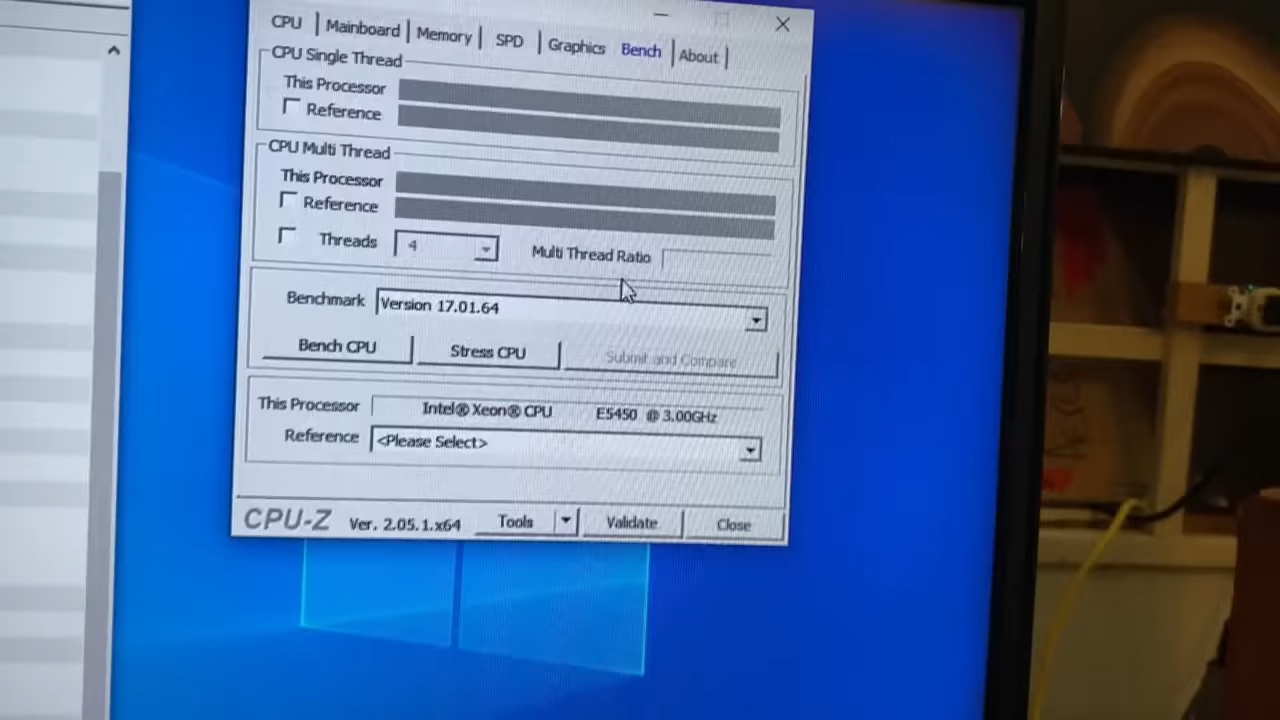 CPU Mainboard Memory SPD Graphics Bench About
CPU Single Thread
This Processor
Reference
CPU Multi Thread
This Processor
Reference
Threads 4 Multi Thread Ratio
Benchmark Version 17.01.64
Bench CPU Stress CPU Submit and Compare
This Processor Intel® Xeon® CPU E5450 @ 3.00GHz
Reference <Please Select>
CPU-Z Ver. 2.05.1.x64 Tools Validate Close